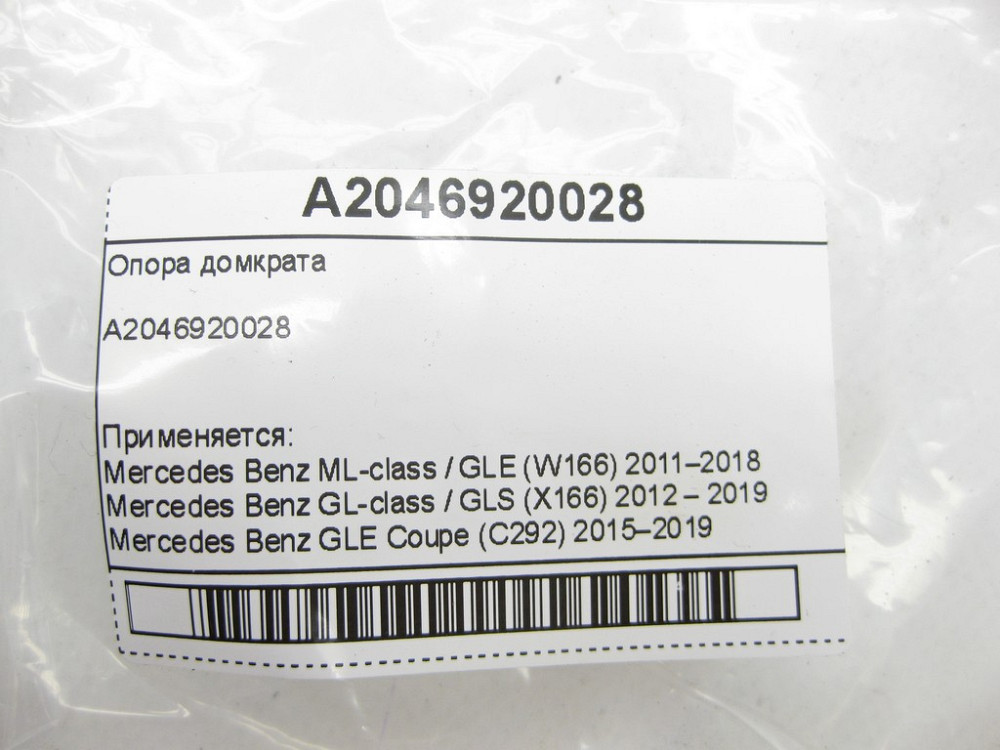 A2046920028
Опора домкрата
A2046920028
Применяется:
Mercedes Benz ML-class / GLE (W166) 2011–2018
Mercedes Benz GL-class / GLS (X166) 2012 – 2019
Mercedes Benz GLE Coupe (C292) 2015–2019